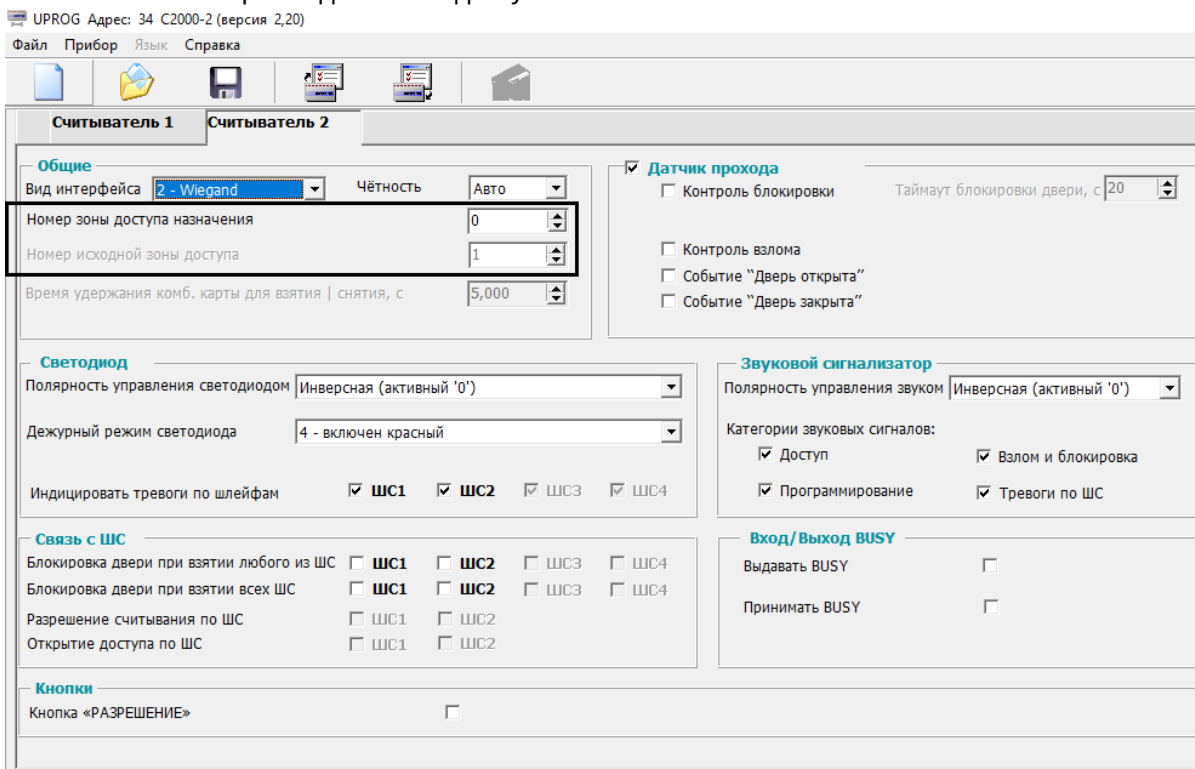 UPROG Адрес: 34 С2000-2 (версия 2,20)
Файл Прибор Язык Справка
Считыватель 1 Считыватель 2
Общие
Вид интерфейса 2 - Wiegand Чётность Авто
Номер зоны доступа назначения 0
Номер исходной зоны доступа 1
Время удержания комб. карты для взятия | снятия, с 5,000
Датчик прохода
Контроль блокировки Таймаут блокировки двери, с 20
Контроль взлома
Событие “Дверь открыта”
Событие “Дверь закрыта”
Светодиод
Полярность управления светодиодом Инверсная (активный '0')
Дежурный режим светодиода 4 - включен красный
Индицировать тревоги по шлейфам ШС1 ШС2 ШС3 ШС4
Звуковой сигнализатор
Полярность управления звуком Инверсная (активный '0')
Категории звуковых сигналов:
Доступ Взлом и блокировка
Программирование Тревоги по ШС
Связь с ШС
Блокировка двери при взятии любого из ШС ШС1 ШС2 ШС3 ШС4
Блокировка двери при взятии всех ШС ШС1 ШС2 ШС3 ШС4
Разрешение считывания по ШС ШС1 ШС2
Открытие доступа по ШС ШС1 ШС2
Вход/Выход BUSY
Выдавать BUSY
Принимать BUSY
Кнопки
Кнопка «РАЗРЕШЕНИЕ»